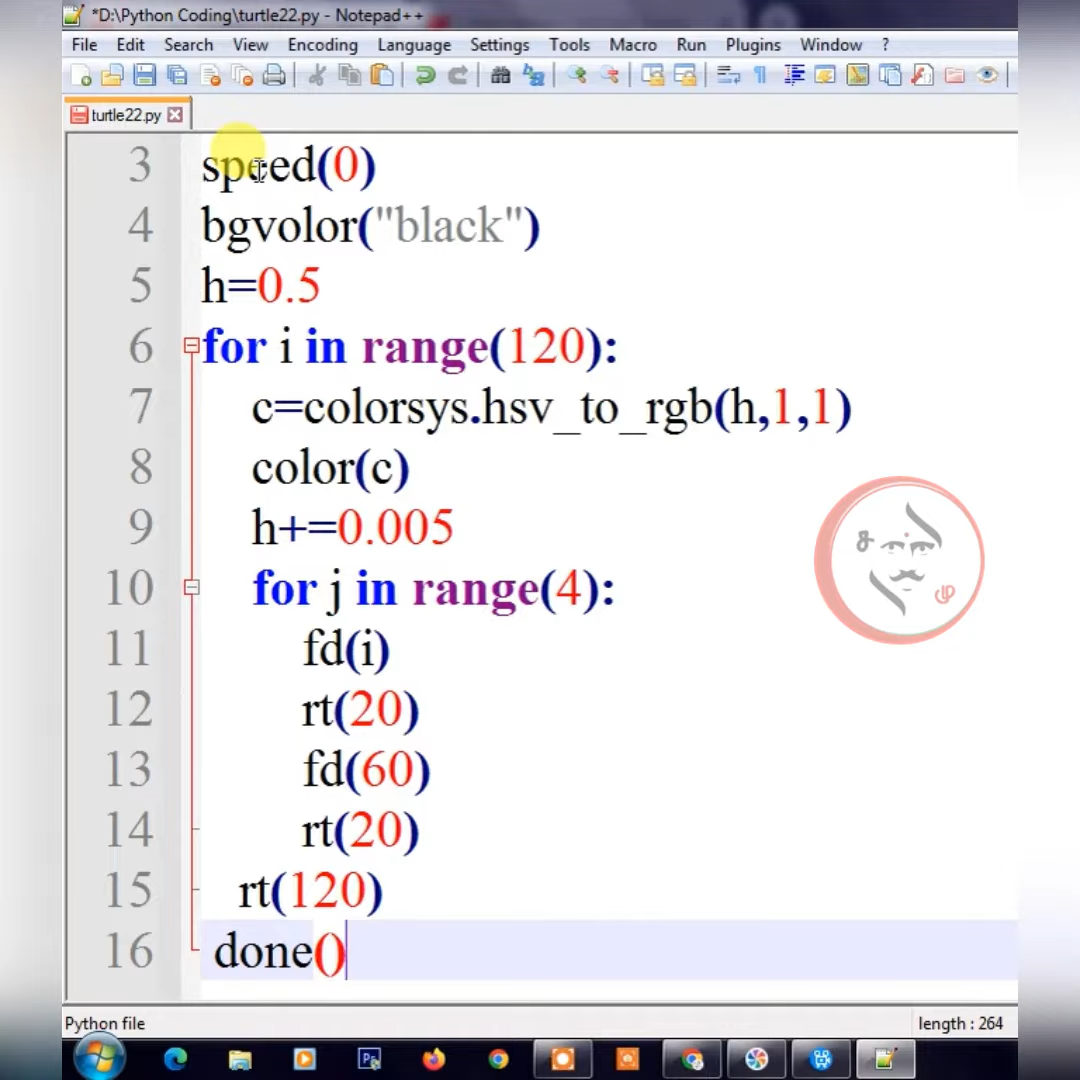 *D:\Python Coding\turtle22.py - Notepad++
File Edit Search View Encoding Language Settings Tools Macro Run Plugins Window ?
turtle22.py
3 speed(0)
4 bgvolor("black")
5 h=0.5
6 for i in range(120):
7 c=colorsys.hsv_to_rgb(h,1,1)
8 color(c)
9 h+=0.005
10 for j in range(4):
11 fd(i)
12 rt(20)
13 fd(60)
14 rt(20)
15 rt(120)
16 done()
Python file length : 264
Ps